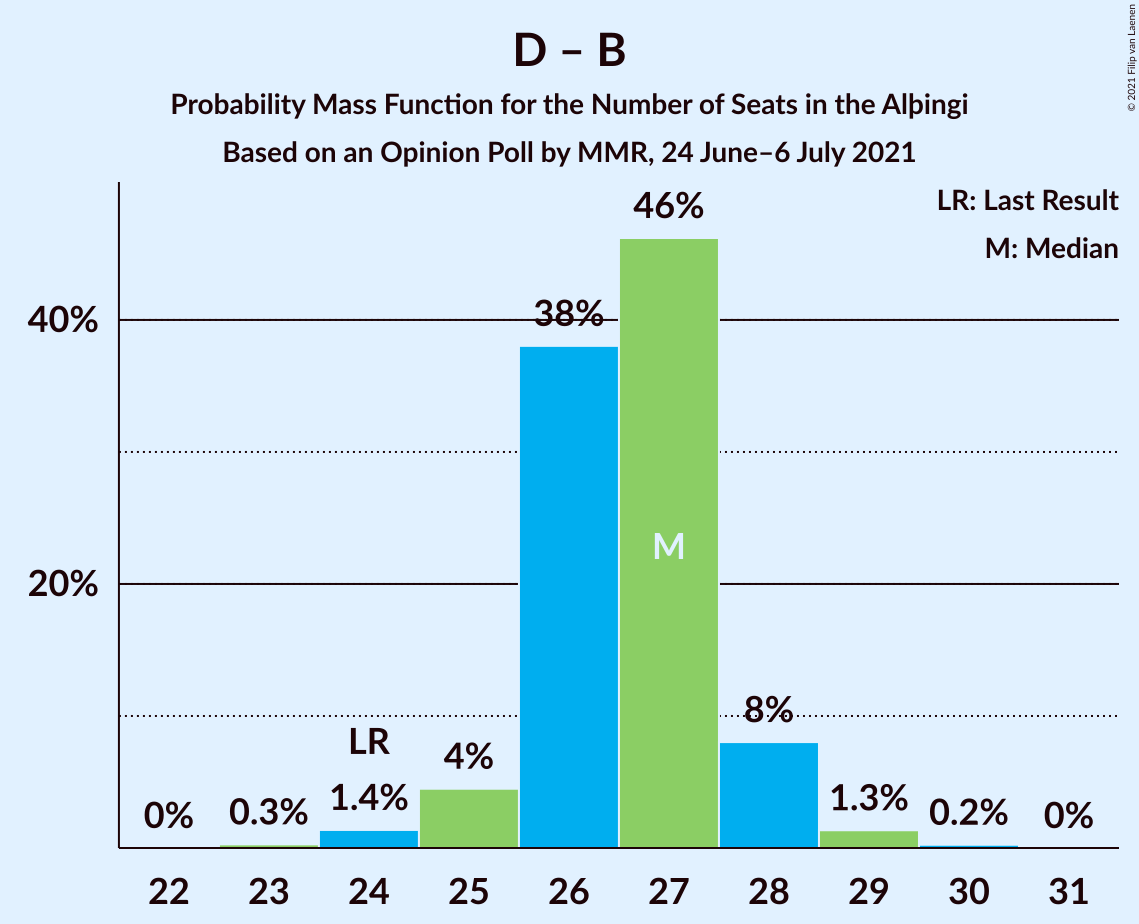 D – B
Probability Mass Function for the Number of Seats in the Alþingi
Based on an Opinion Poll by MMR, 24 June–6 July 2021
© 2021 Filip van Laenen
LR: Last Result
M: Median
46%
38%
40%
M
20%
8%
LR
4%
1.4%
1.3%
0%
0.3%
0.2%
0%
22 23 24 25 26 27 28 29 30 31